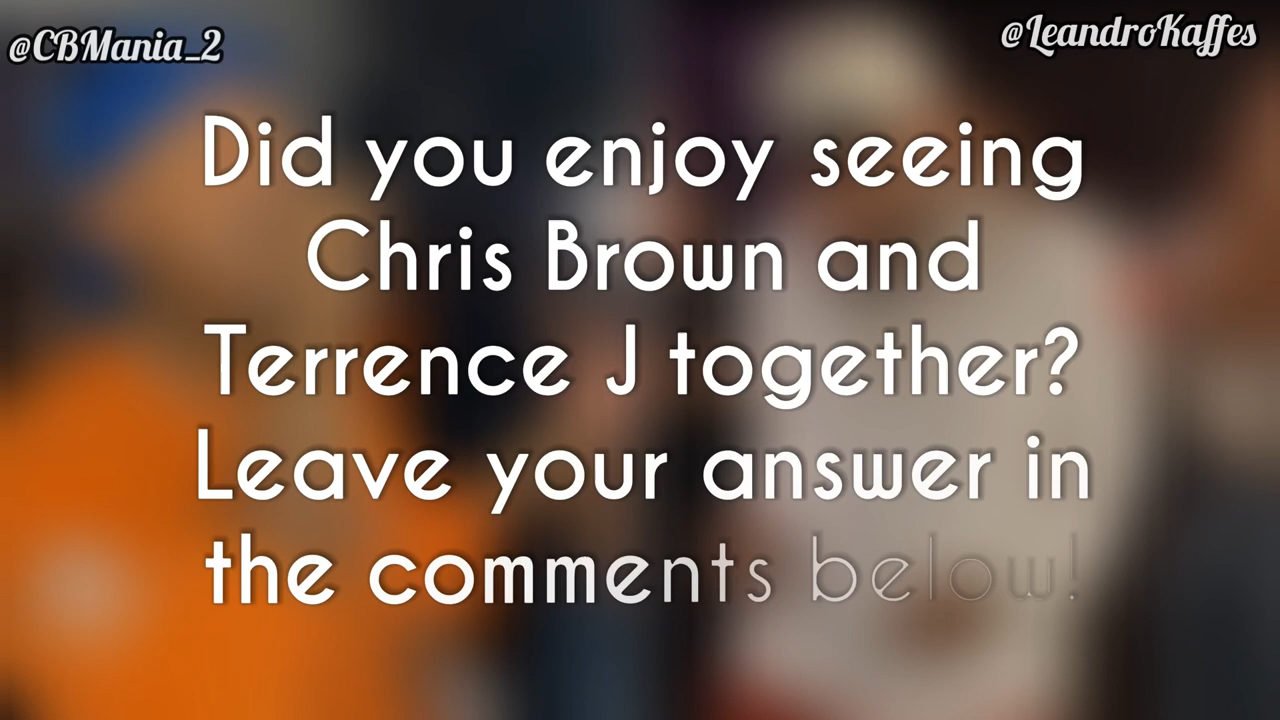 @CBMania_2
@LeandroKaffes
Did you enjoy seeing
Chris Brown and
Terrence J together?
Leave your answer in
the comments below!